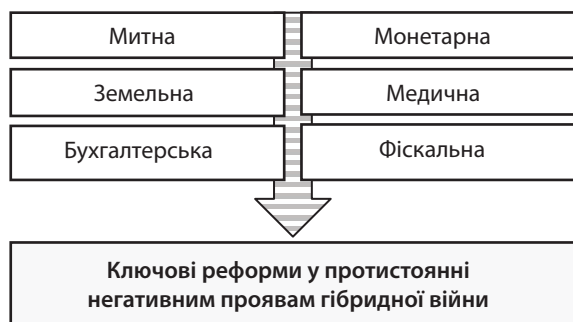 Митна
Монетарна
Земельна
Медична
Бухгалтерська
Фіскальна
Ключові реформи у протистоянні
негативним проявам гібридної війни